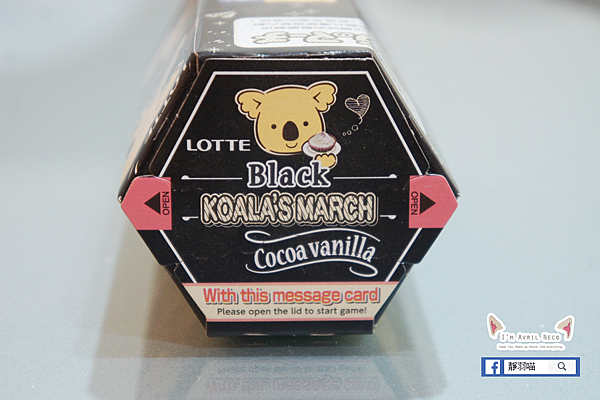 LOTTE
Black
KOALA'S MARCH
Cocoa vanilla
OPEN
OPEN
With this message card
Please open the lid to start game!
I'm Avril Neco
靜羽喵